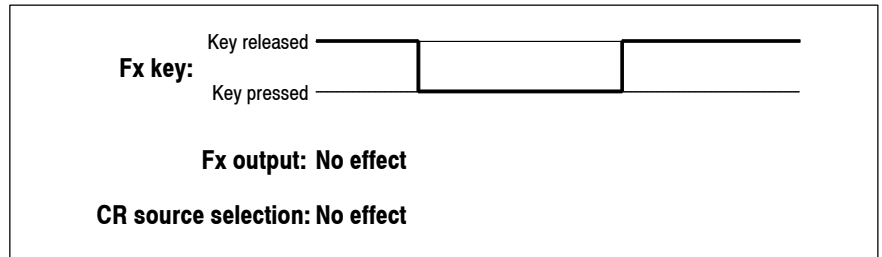 Key released
Fx key:
Key pressed
Fx output: No effect
CR source selection: No effect